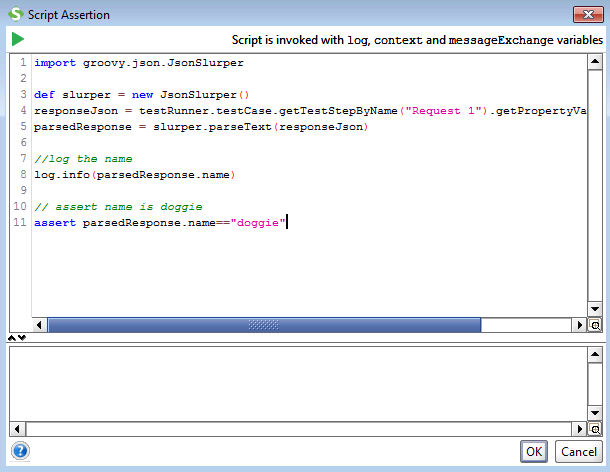 Script Assertion
Script is invoked with log, context and messageExchange variables
1 import groovy.json.JsonSlurper
2
3 def slurper = new JsonSlurper()
4 responseJson = testRunner.testCase.getTestStepByName("Request 1").getPropertyVa
5 parsedResponse = slurper.parseText(responseJson)
6
7 //log the name
8 log.info(parsedResponse.name)
9
10 // assert name is doggie
11 assert parsedResponse.name=="doggie"
? OK Cancel